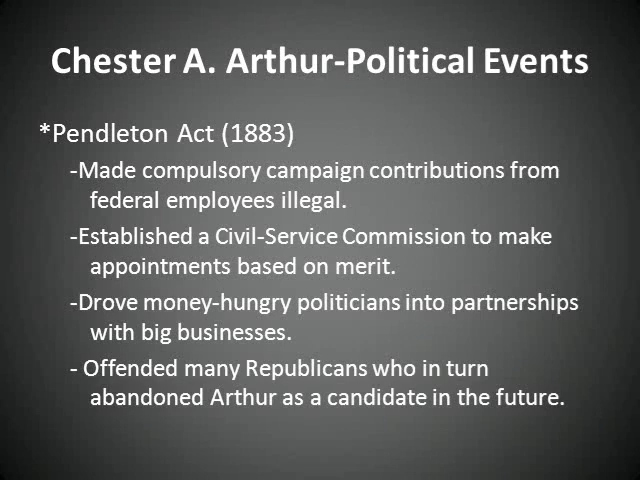 Chester A. Arthur-Political Events
*Pendleton Act (1883)
-Made compulsory campaign contributions from
federal employees illegal.
-Established a Civil-Service Commission to make
appointments based on merit.
-Drove money-hungry politicians into partnerships
with big businesses.
- Offended many Republicans who in turn
abandoned Arthur as a candidate in the future.